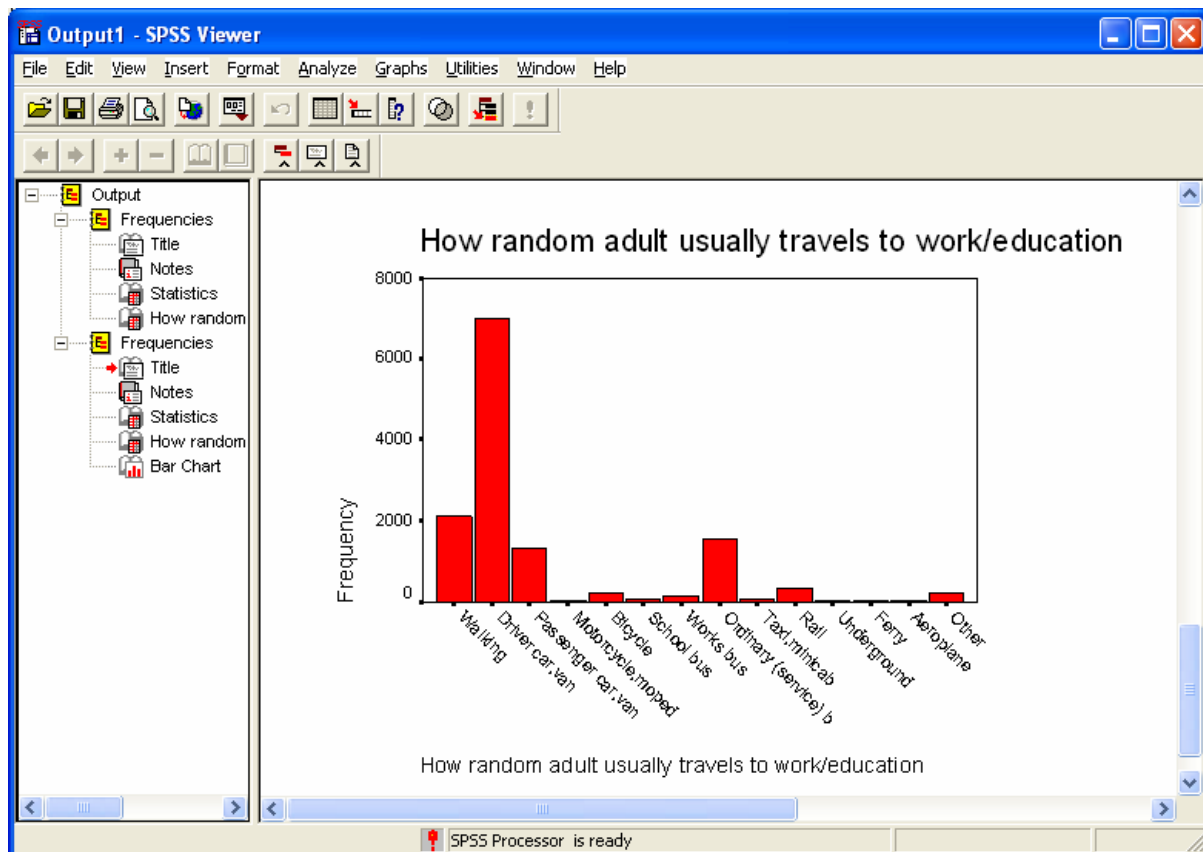 Output1 - SPSS Viewer
File Edit View Insert Format Analyze Graphs Utilities Window Help
Output
Frequencies
Title
Notes
Statistics
How random
Frequencies
Title
Notes
Statistics
How random
Bar Chart
How random adult usually travels to work/education
8000
6000
4000
2000
0
Frequency
Walking
Driver car,van
Passenger car,van
Motorcycle,moped
Bicycle
School bus
Works bus
Ordinary (service) b
Taxi,minicab
Rail
Underground
Ferry
Aeroplane
Other
How random adult usually travels to work/education
SPSS Processor is ready